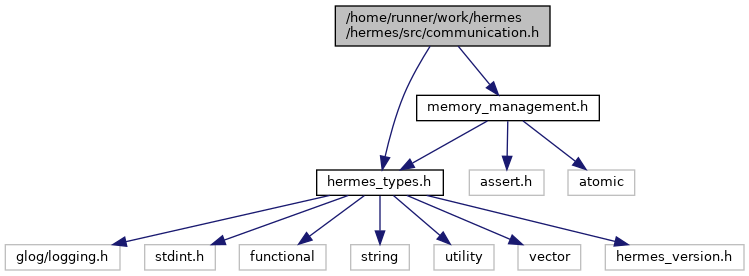 /home/runner/work/hermes
/hermes/src/communication.h
memory_management.h
hermes_types.h
assert.h
atomic
glog/logging.h
stdint.h
functional
string
utility
vector
hermes_version.h